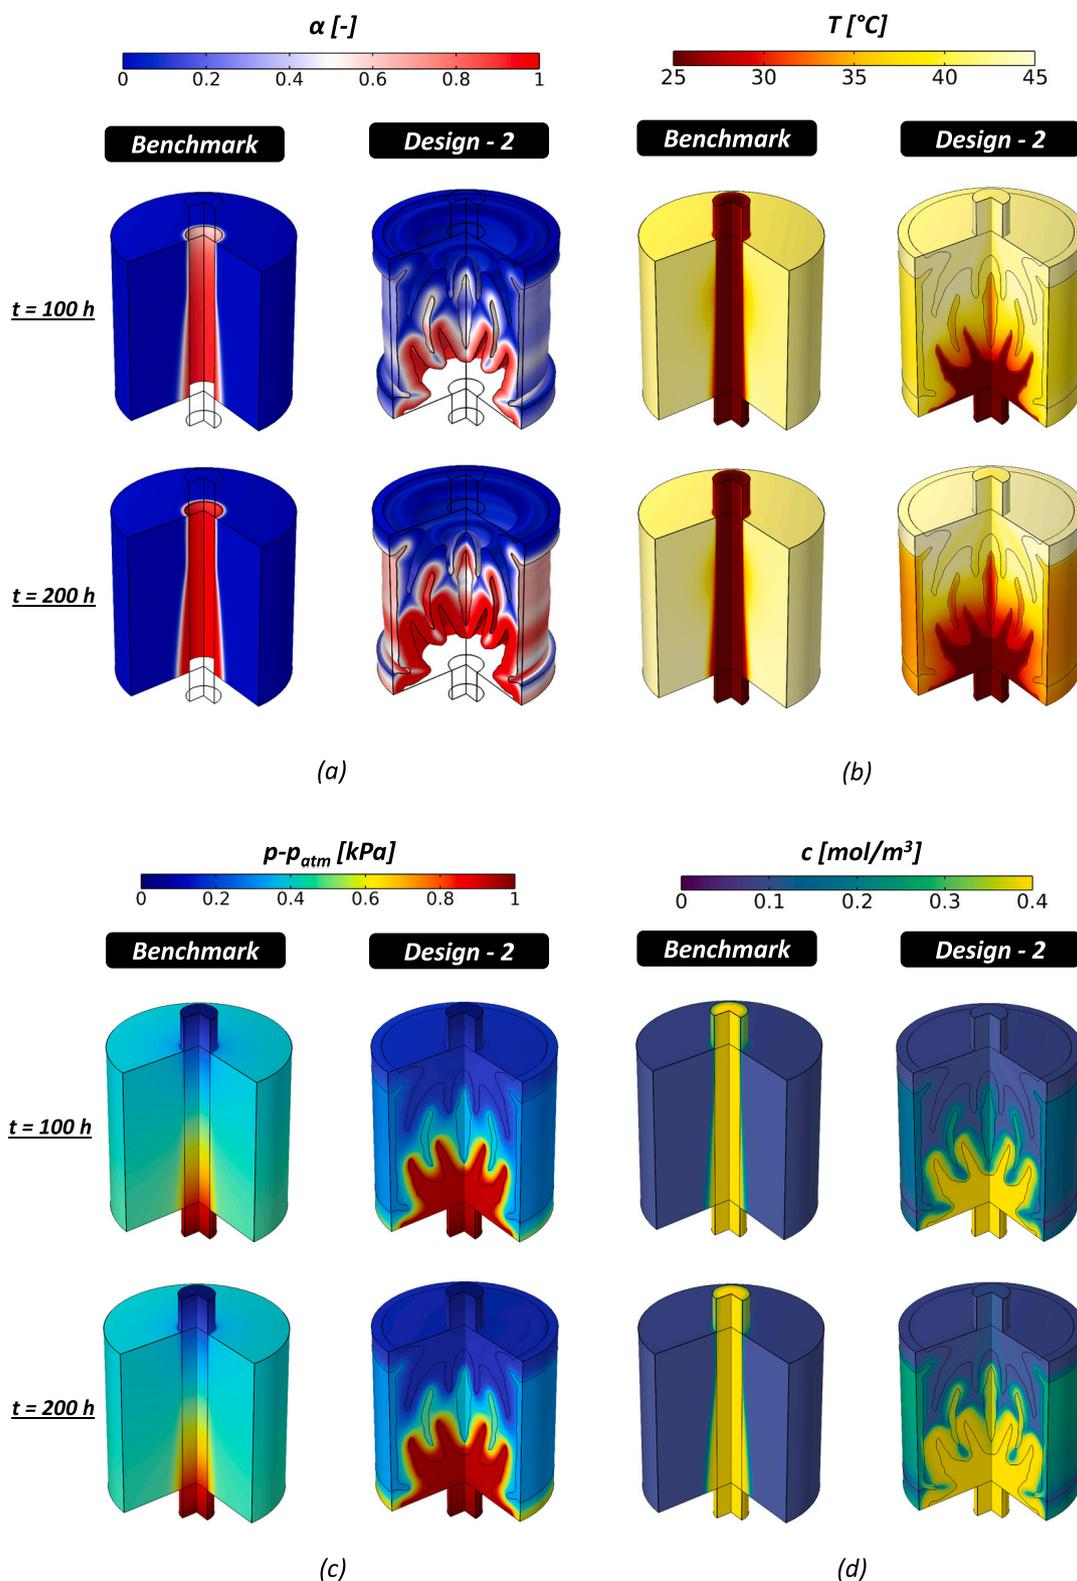 α [-] T [°C]
0 0.2 0.4 0.6 0.8 1 25 30 35 40 45
Benchmark Design - 2 Benchmark Design - 2
t = 100 h
t = 200 h
(a) (b)
p-patm [kPa] c [mol/m³]
0 0.2 0.4 0.6 0.8 1 0 0.1 0.2 0.3 0.4
Benchmark Design - 2 Benchmark Design - 2
t = 100 h
t = 200 h
(c) (d)